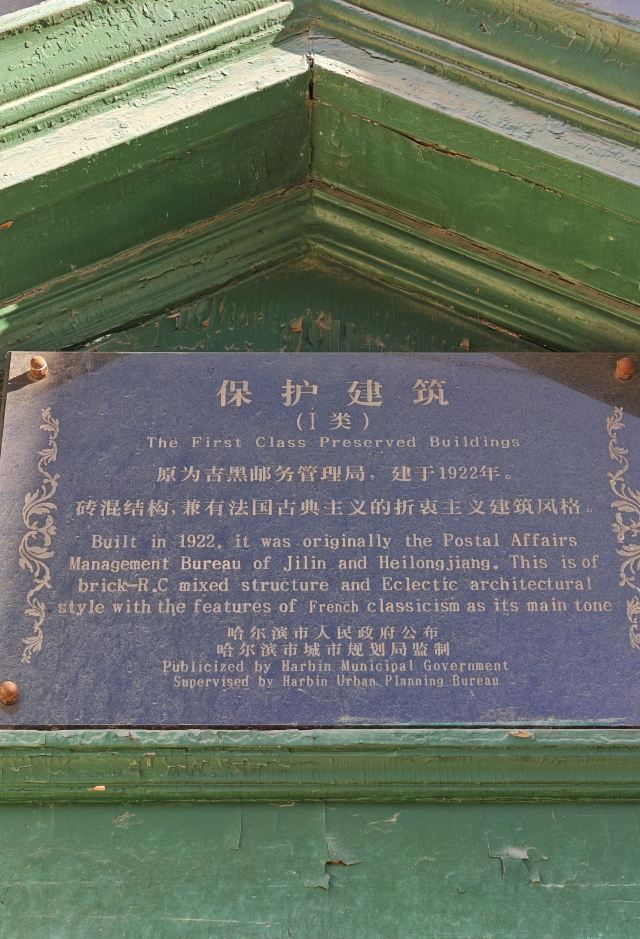 保护建筑
(Ⅰ类)
The First Class Preserved Buildings
原为古黑邮务管理局，建于1922年。
砖混结构,兼有法国古典主义的折衷主义建筑风格。
Built in 1922, it was originally the Postal Affairs
Management Bureau of Jilin and Heilongjiang. This is of
brick-R.C mixed structure and Eclectic architectural
style with the features of French classicism as its main tone
哈尔滨市人民政府公布
哈尔滨市城市规划局监制
Publicized by Harbin Municipal Government
Supervised by Harbin Urban Planning Bureau